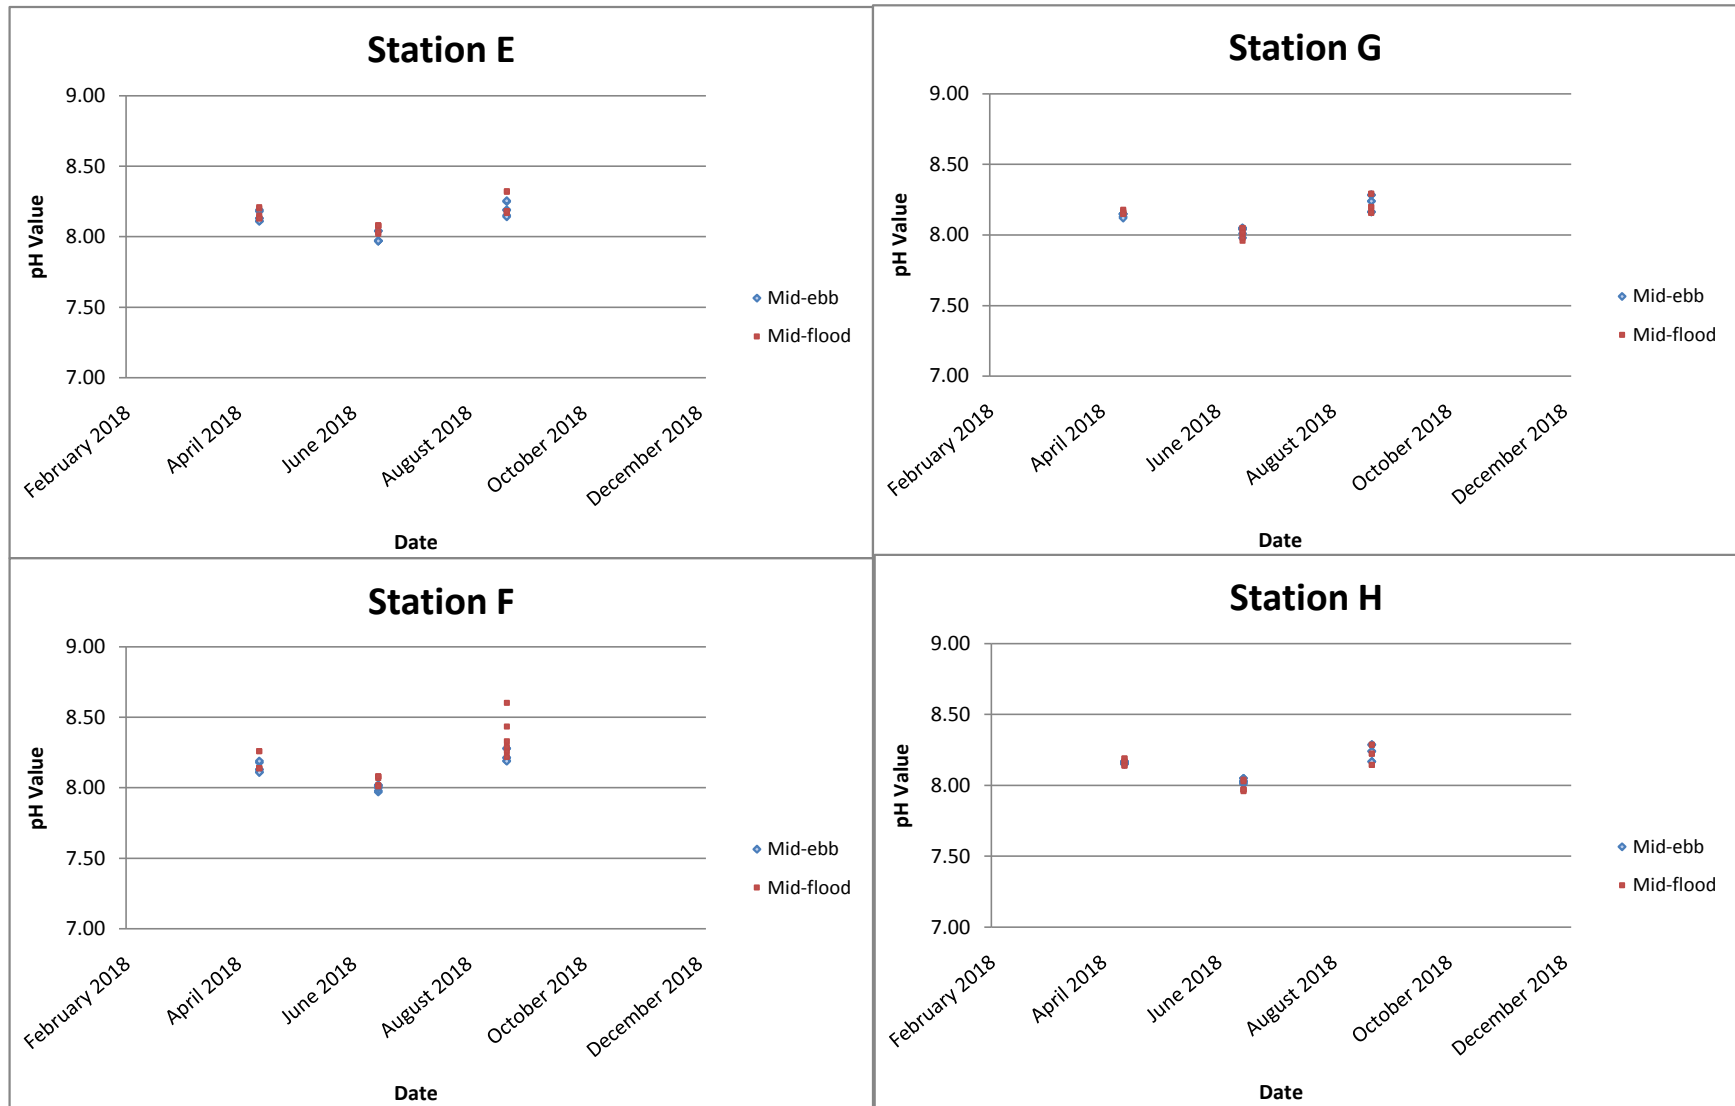 Station E
9.00
8.50
8.00
7.50
7.00
pH Value
Mid-ebb
Mid-flood
February 2018
April 2018
June 2018
August 2018
October 2018
December 2018
Date
Station G
9.00
8.50
8.00
7.50
7.00
pH Value
Mid-ebb
Mid-flood
February 2018
April 2018
June 2018
August 2018
October 2018
December 2018
Date
Station F
9.00
8.50
8.00
7.50
7.00
pH Value
Mid-ebb
Mid-flood
February 2018
April 2018
June 2018
August 2018
October 2018
December 2018
Date
Station H
9.00
8.50
8.00
7.50
7.00
pH Value
Mid-ebb
Mid-flood
February 2018
April 2018
June 2018
August 2018
October 2018
December 2018
Date